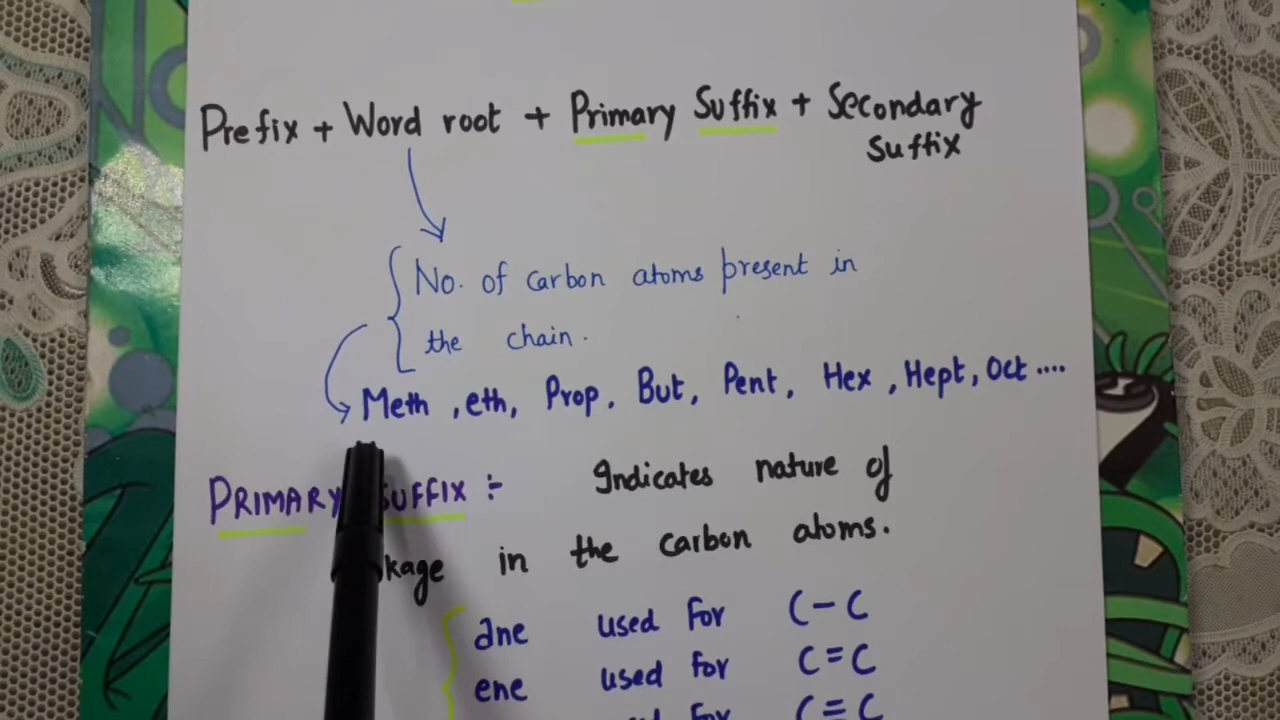 Prefix + Word root + Primary Suffix + Secondary
Suffix
No. of carbon atoms present in
the chain.
Meth, eth, Prop, But, Pent, Hex, Hept, Oct ....
PRIMARY SUFFIX :- Indicates nature of
kage in the carbon atoms.
ane used for C-C
ene used for C=C
used for C≡C